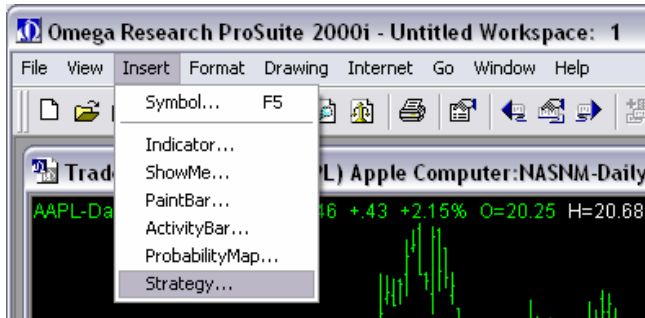 Omega Research ProSuite 2000i - Untitled Workspace: 1
File View Insert Format Drawing Internet Go Window Help
Symbol... F5
Indicator...
ShowMe...
PaintBar...
ActivityBar...
ProbabilityMap...
Strategy...
L) Apple Computer:NASNM-Daily
AAPL-Da 46 +.43 +2.15% O=20.25 H=20.68